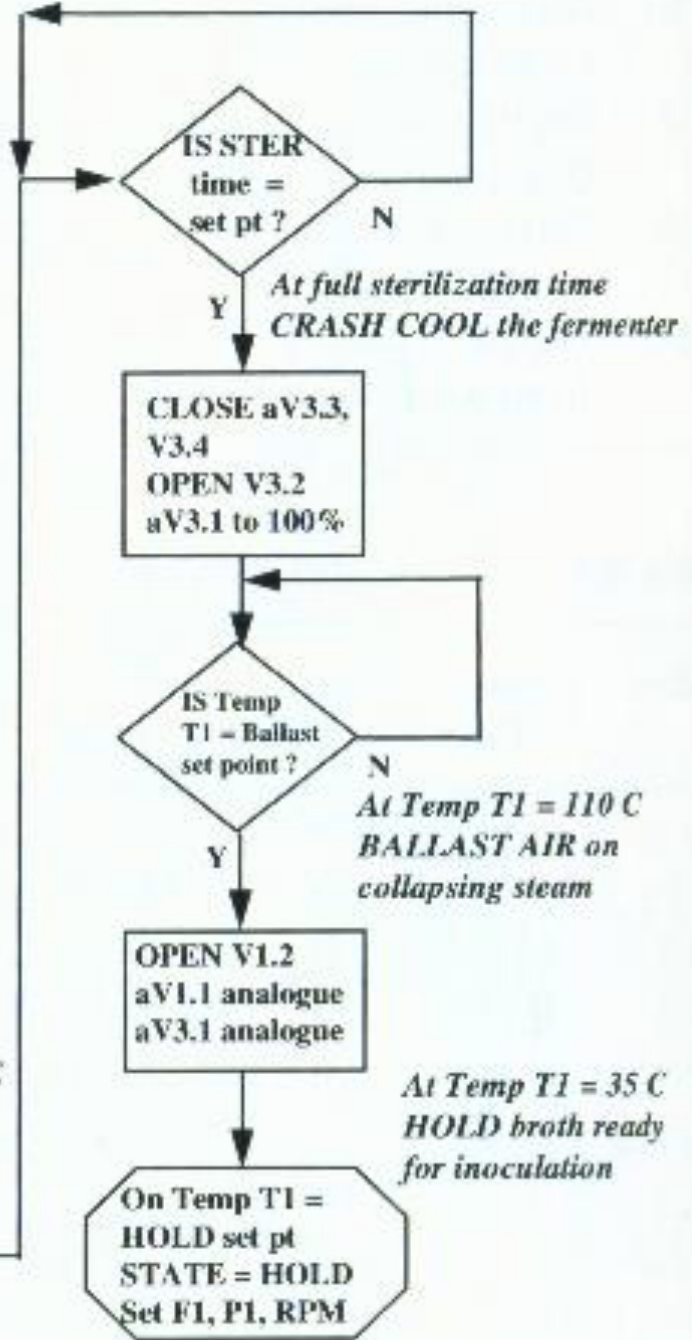 IS STER
time =
set pt ?
N
Y
At full sterilization time
CRASH COOL the fermenter
CLOSE aV3.3,
V3.4
OPEN V3.2
aV3.1 to 100%
IS Temp
T1 = Ballast
set point ?
N
At Temp T1 = 110 C
BALLAST AIR on
collapsing steam
Y
OPEN V1.2
aV1.1 analogue
aV3.1 analogue
At Temp T1 = 35 C
HOLD broth ready
for inoculation
On Temp T1 =
HOLD set pt
STATE = HOLD
Set F1, P1, RPM